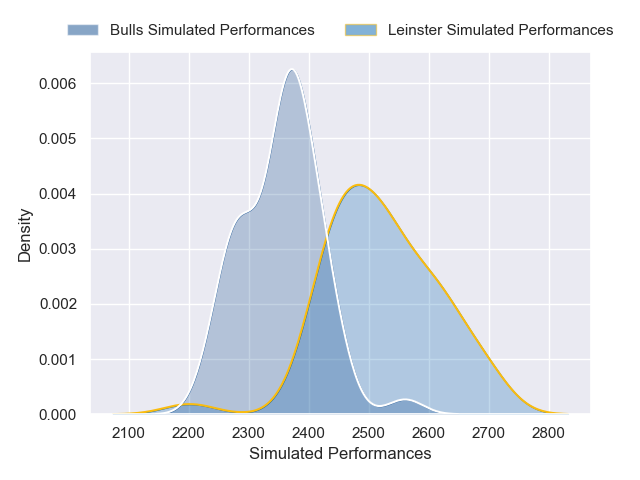 Bulls Simulated Performances Leinster Simulated Performances
0.006
0.005
0.004
0.003
0.002
0.001
0.000
Density
2100 2200 2300 2400 2500 2600 2700 2800
Simulated Performances